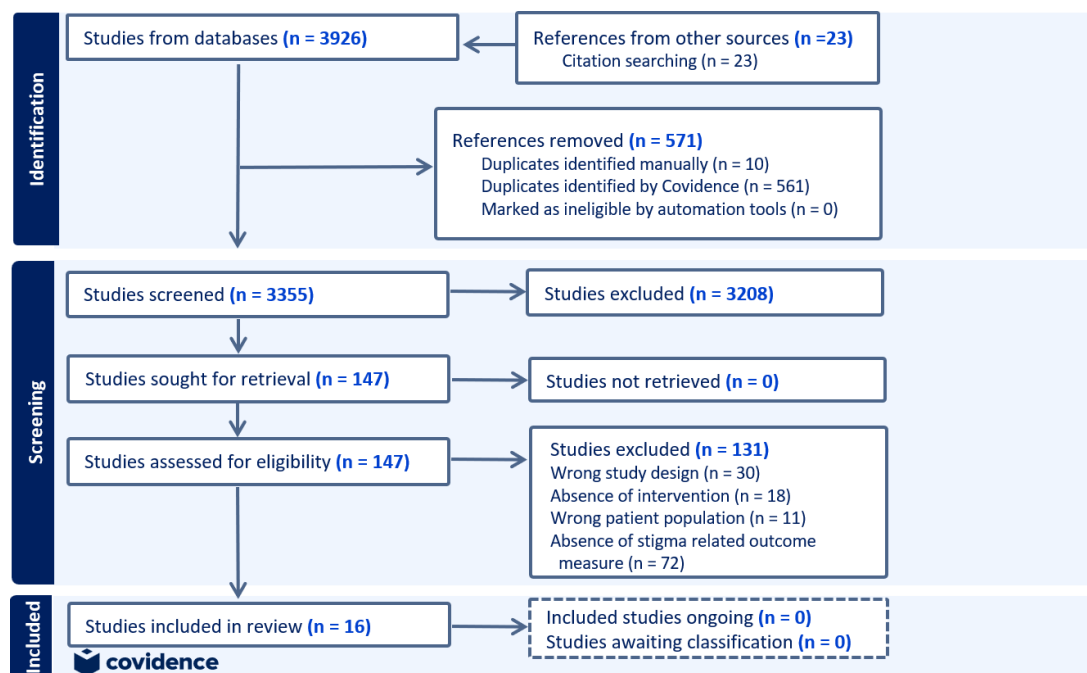 Identification
Studies from databases (n = 3926)
References from other sources (n =23)
Citation searching (n = 23)
References removed (n = 571)
Duplicates identified manually (n = 10)
Duplicates identified by Covidence (n = 561)
Marked as ineligible by automation tools (n = 0)
Screening
Studies screened (n = 3355)
Studies excluded (n = 3208)
Studies sought for retrieval (n = 147)
Studies not retrieved (n = 0)
Studies assessed for eligibility (n = 147)
Studies excluded (n = 131)
Wrong study design (n = 30)
Absence of intervention (n = 18)
Wrong patient population (n = 11)
Absence of stigma related outcome
measure (n = 72)
Included
Studies included in review (n = 16)
Included studies ongoing (n = 0)
Studies awaiting classification (n = 0)
covidence